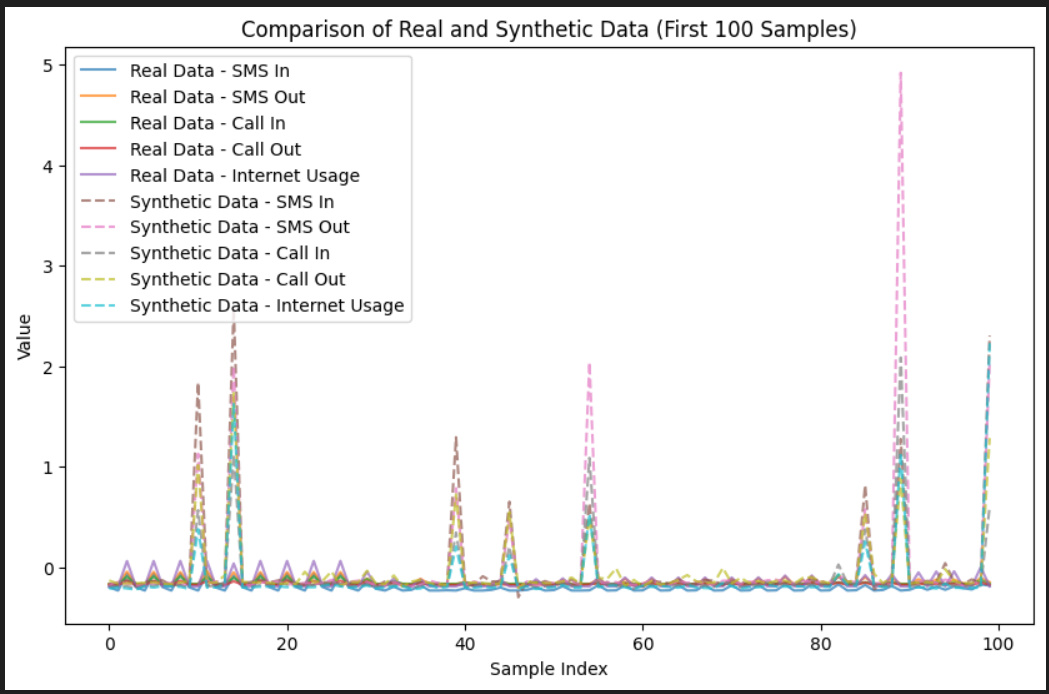 Comparison of Real and Synthetic Data (First 100 Samples)
Real Data - SMS In
Real Data - SMS Out
Real Data - Call In
Real Data - Call Out
Real Data - Internet Usage
Synthetic Data - SMS In
Synthetic Data - SMS Out
Synthetic Data - Call In
Synthetic Data - Call Out
Synthetic Data - Internet Usage
5
4
3
2
1
0
Value
0 20 40 60 80 100
Sample Index